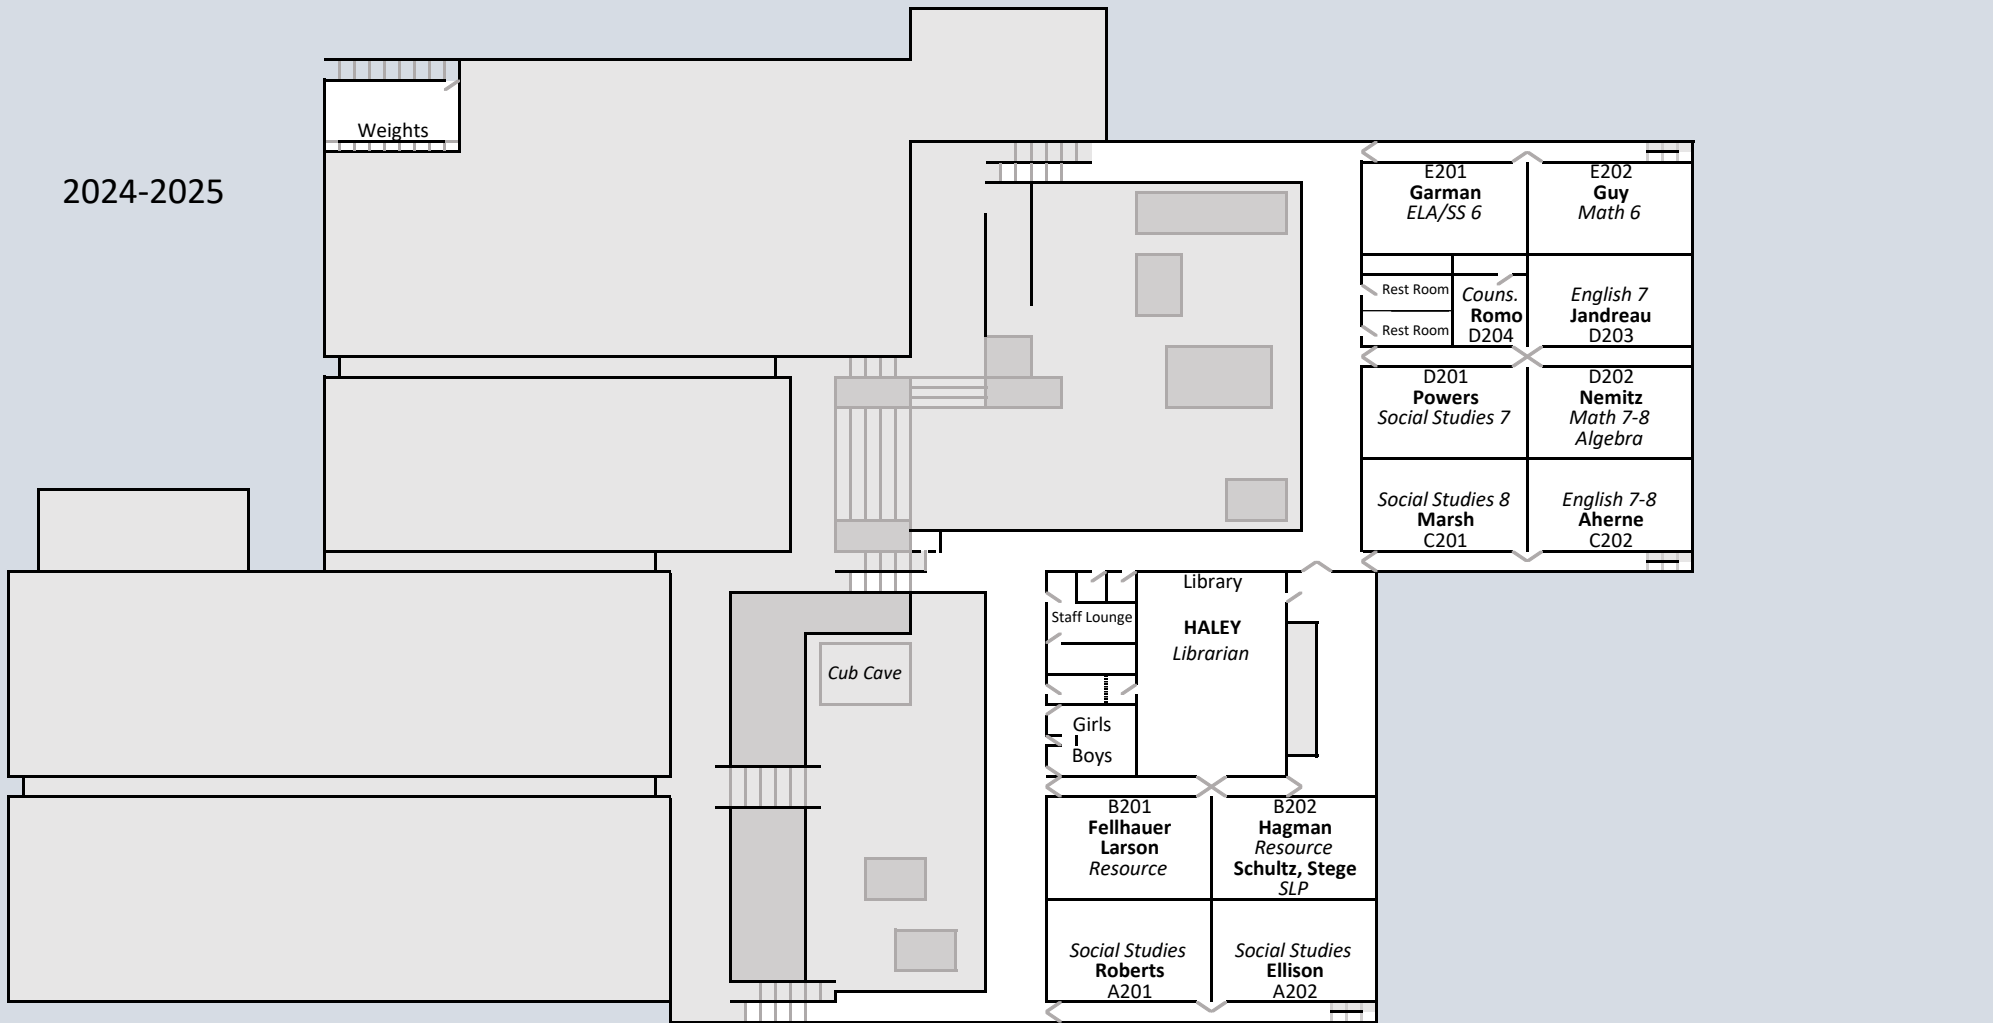 2024-2025
Weights
E201
Garman
ELA/SS 6
E202
Guy
Math 6
Rest Room
Rest Room
Couns.
Romo
D204
English 7
Jandreau
D203
D201
Powers
Social Studies 7
D202
Nemitz
Math 7-8
Algebra
Social Studies 8
Marsh
C201
English 7-8
Aherne
C202
Library
HALEY
Librarian
Staff Lounge
Cub Cave
Girls
Boys
B201
Fellhauer
Larson
Resource
B202
Hagman
Resource
Schultz, Stege
SLP
Social Studies
Roberts
A201
Social Studies
Ellison
A202